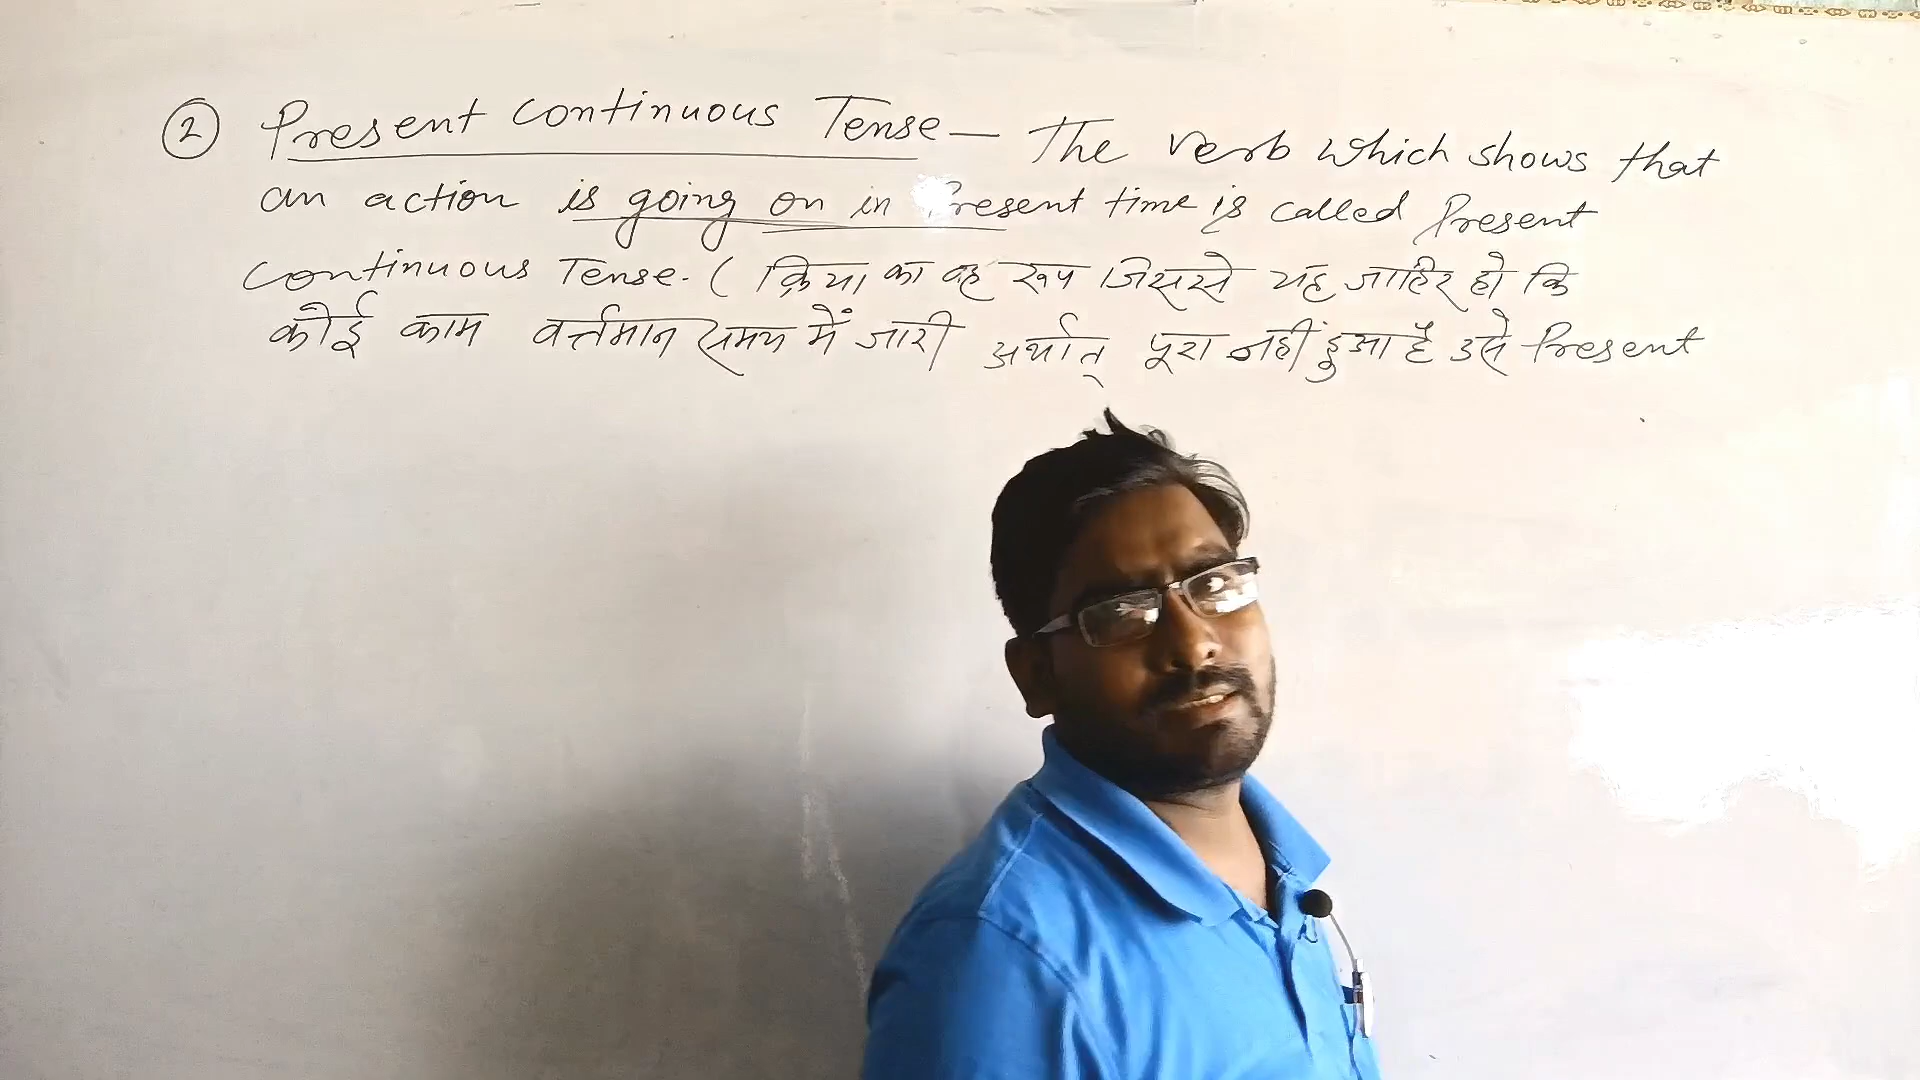 ② Present Continuous Tense — The verb which shows that
an action is going on in Present time is called Present
Continuous Tense. ( क्रिया का वह रूप जिससे यह जाहिर हो कि
कोई काम वर्त्तमान समय में जारी अर्थात् पूरा नहीं हुआ है उसे Present